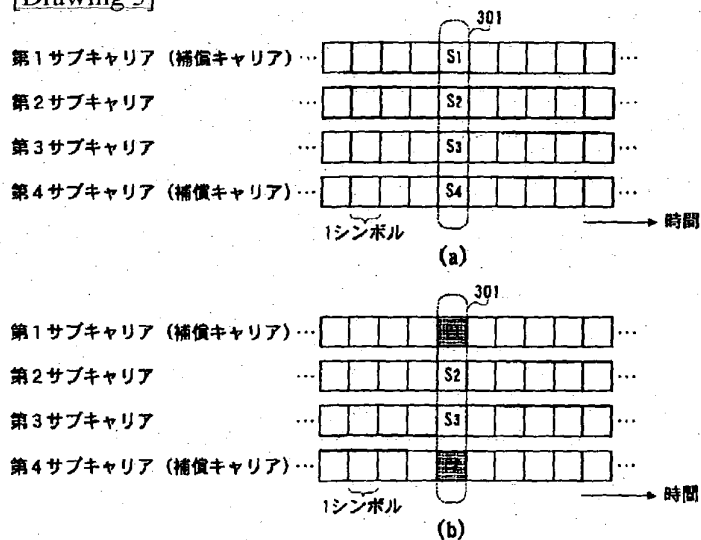 301
第1サブキャリア (補償キャリア) ··· S1 ···
第2サブキャリア ··· S2 ···
第3サブキャリア ··· S3 ···
第4サブキャリア (補償キャリア) ··· S4 ···
1シンボル
時間
(a)
301
第1サブキャリア (補償キャリア) ··· ···
第2サブキャリア ··· S2 ···
第3サブキャリア ··· S3 ···
第4サブキャリア (補償キャリア) ··· ···
1シンボル
時間
(b)